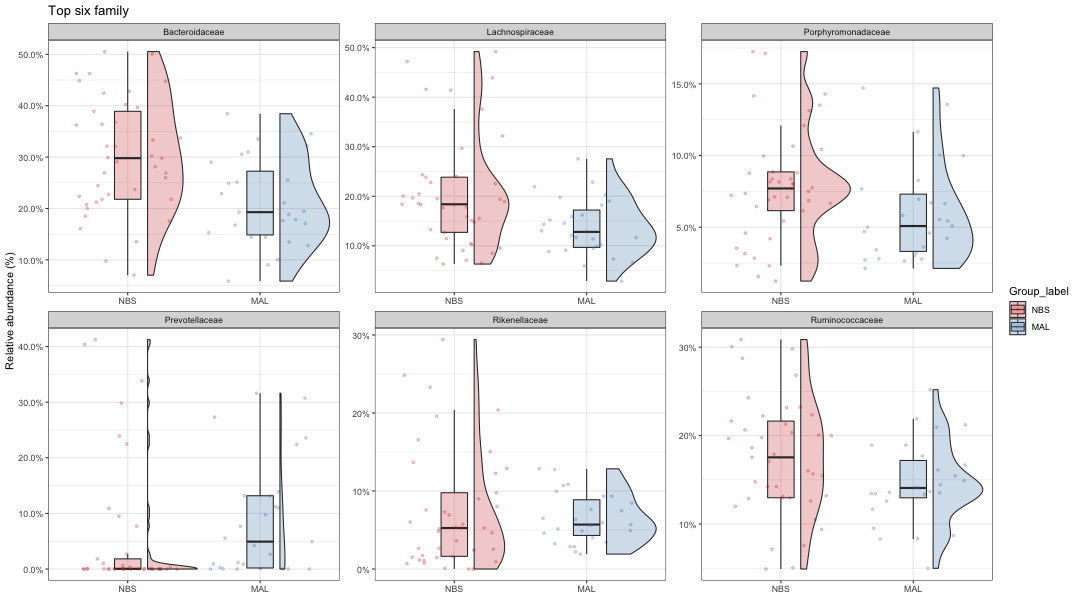 Top six family
Bacteroidaceae
Lachnospiraceae
Porphyromonadaceae
50.0%
40.0%
30.0%
20.0%
10.0%
NBS
MAL
50.0%
40.0%
30.0%
20.0%
10.0%
NBS
MAL
15.0%
10.0%
5.0%
NBS
MAL
Relative abundance (%)
Prevotellaceae
Rikenellaceae
Ruminococcaceae
40.0%
30.0%
20.0%
10.0%
0.0%
NBS
MAL
30%
20%
10%
0%
NBS
MAL
30%
20%
10%
NBS
MAL
Group_label
NBS
MAL